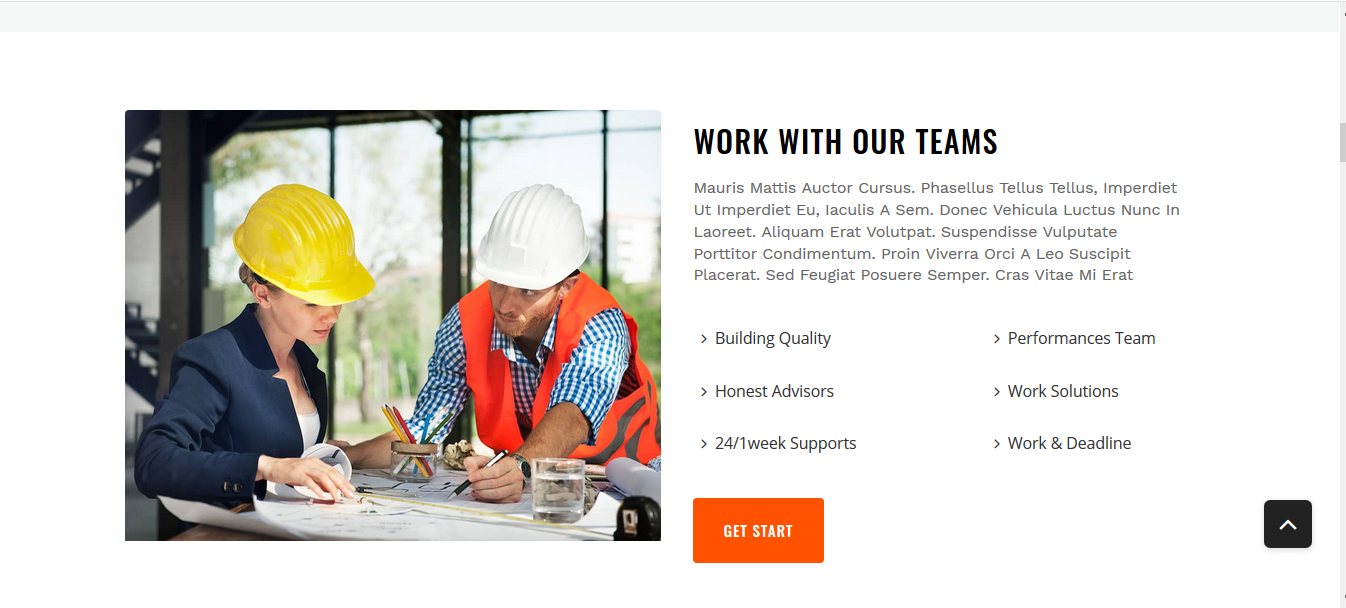 WORK WITH OUR TEAMS
Mauris Mattis Auctor Cursus. Phasellus Tellus Tellus, Imperdiet
Ut Imperdiet Eu, Iaculis A Sem. Donec Vehicula Luctus Nunc In
Laoreet. Aliquam Erat Volutpat. Suspendisse Vulputate
Porttitor Condimentum. Proin Viverra Orci A Leo Suscipit
Placerat. Sed Feugiat Posuere Semper. Cras Vitae Mi Erat
Building Quality
Performances Team
Honest Advisors
Work Solutions
24/1week Supports
Work & Deadline
GET START